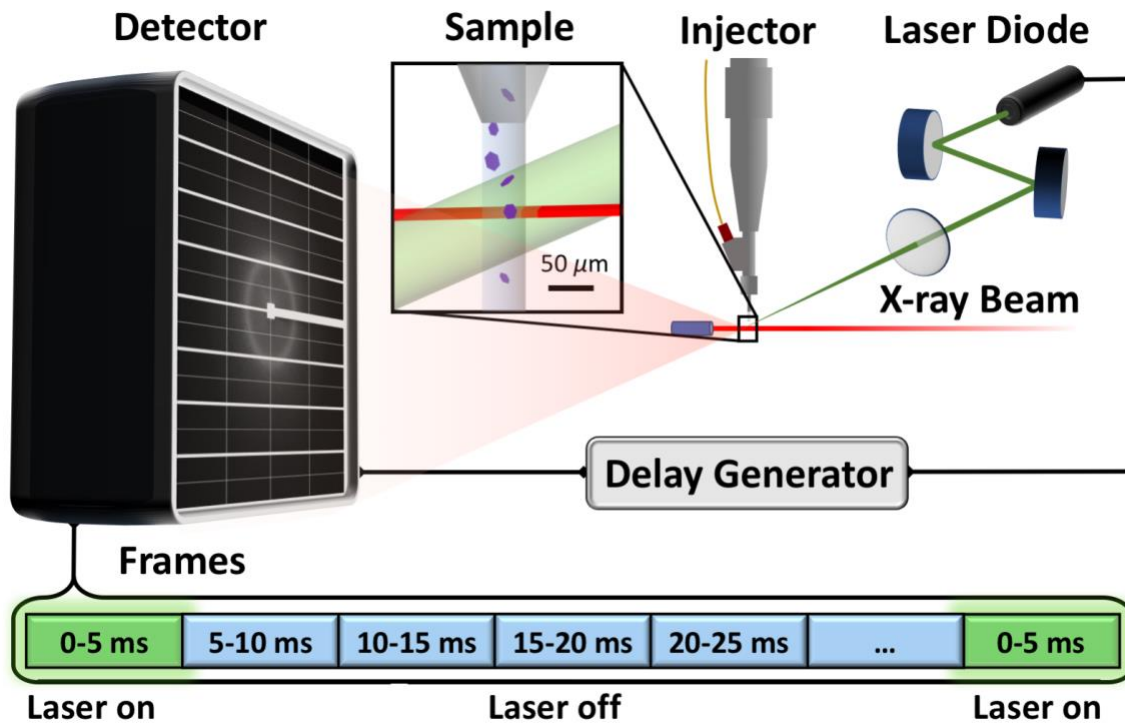 Detector
Sample
Injector
Laser Diode
50 μm
X-ray Beam
Delay Generator
Frames
0-5 ms
5-10 ms
10-15 ms
15-20 ms
20-25 ms
...
0-5 ms
Laser on
Laser off
Laser on